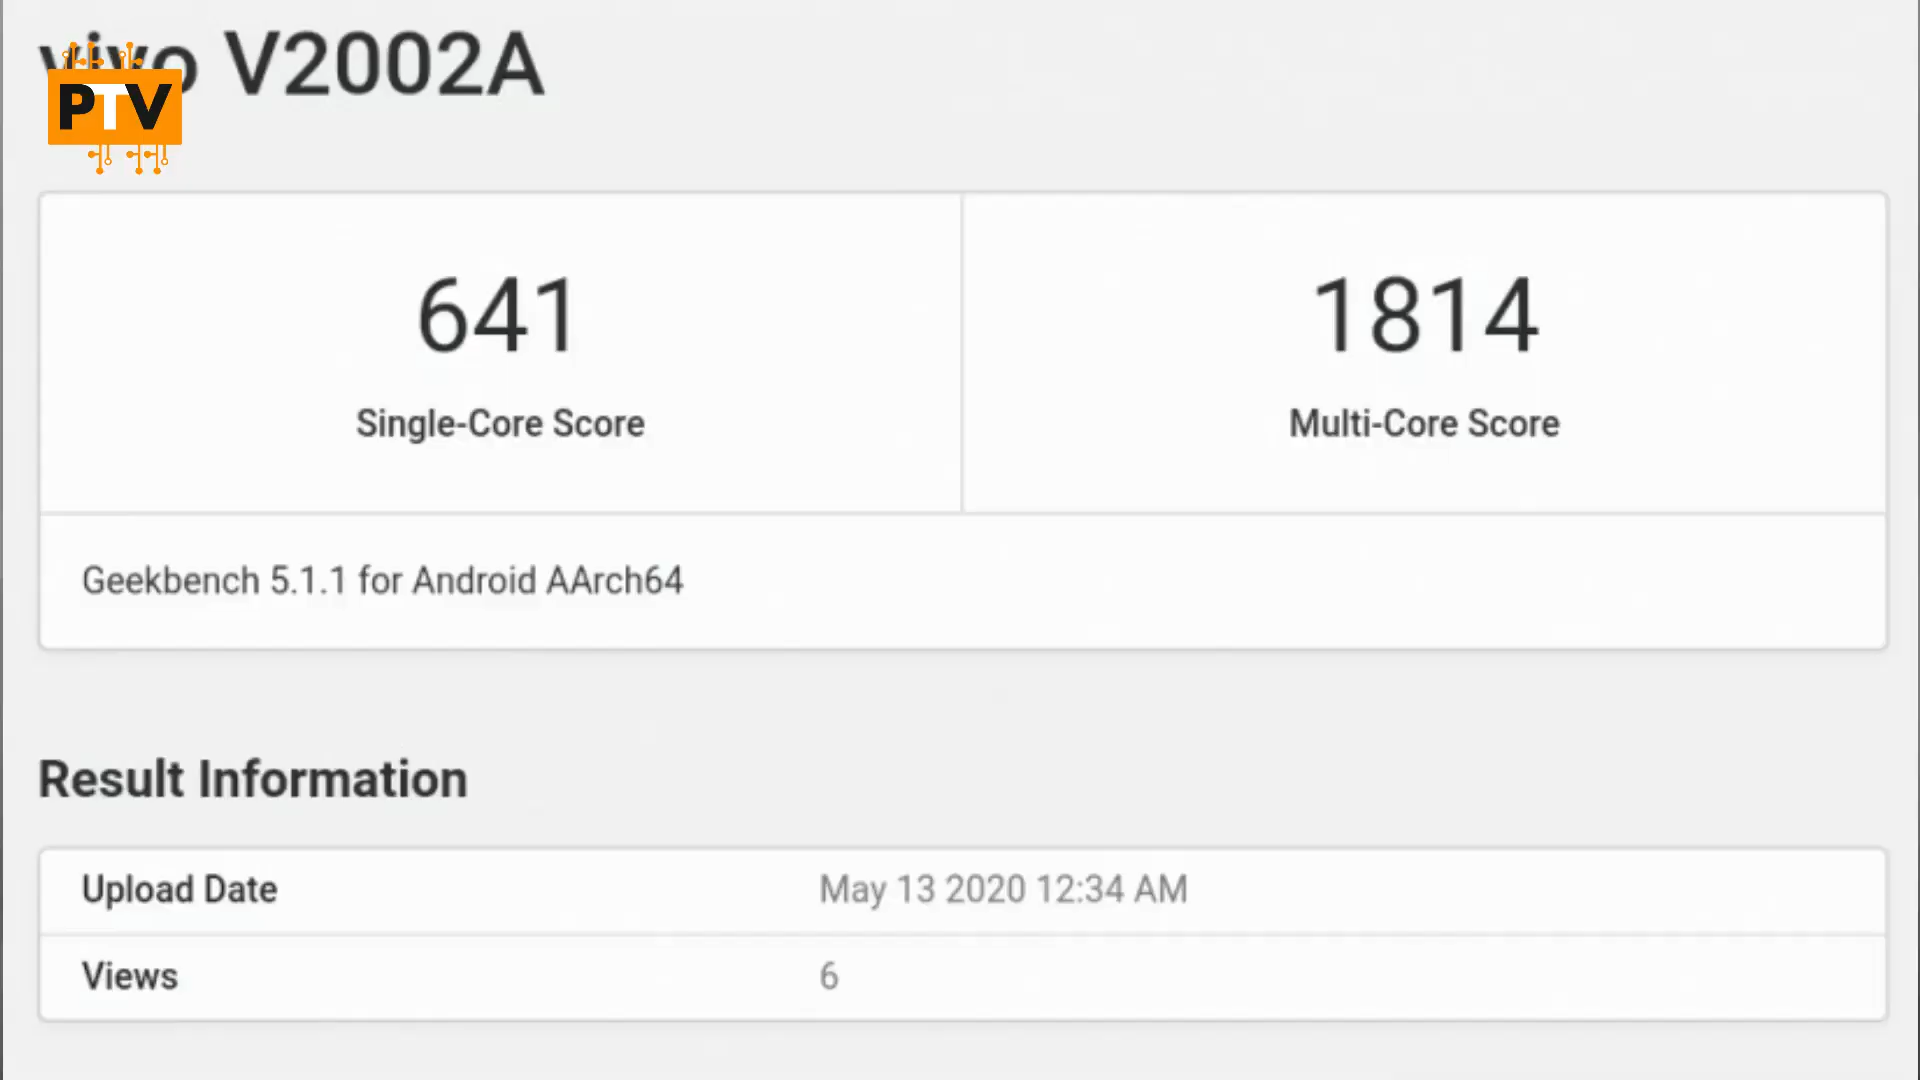 vivo V2002A
PTV
641
Single-Core Score
1814
Multi-Core Score
Geekbench 5.1.1 for Android AArch64
Result Information
Upload Date May 13 2020 12:34 AM
Views 6